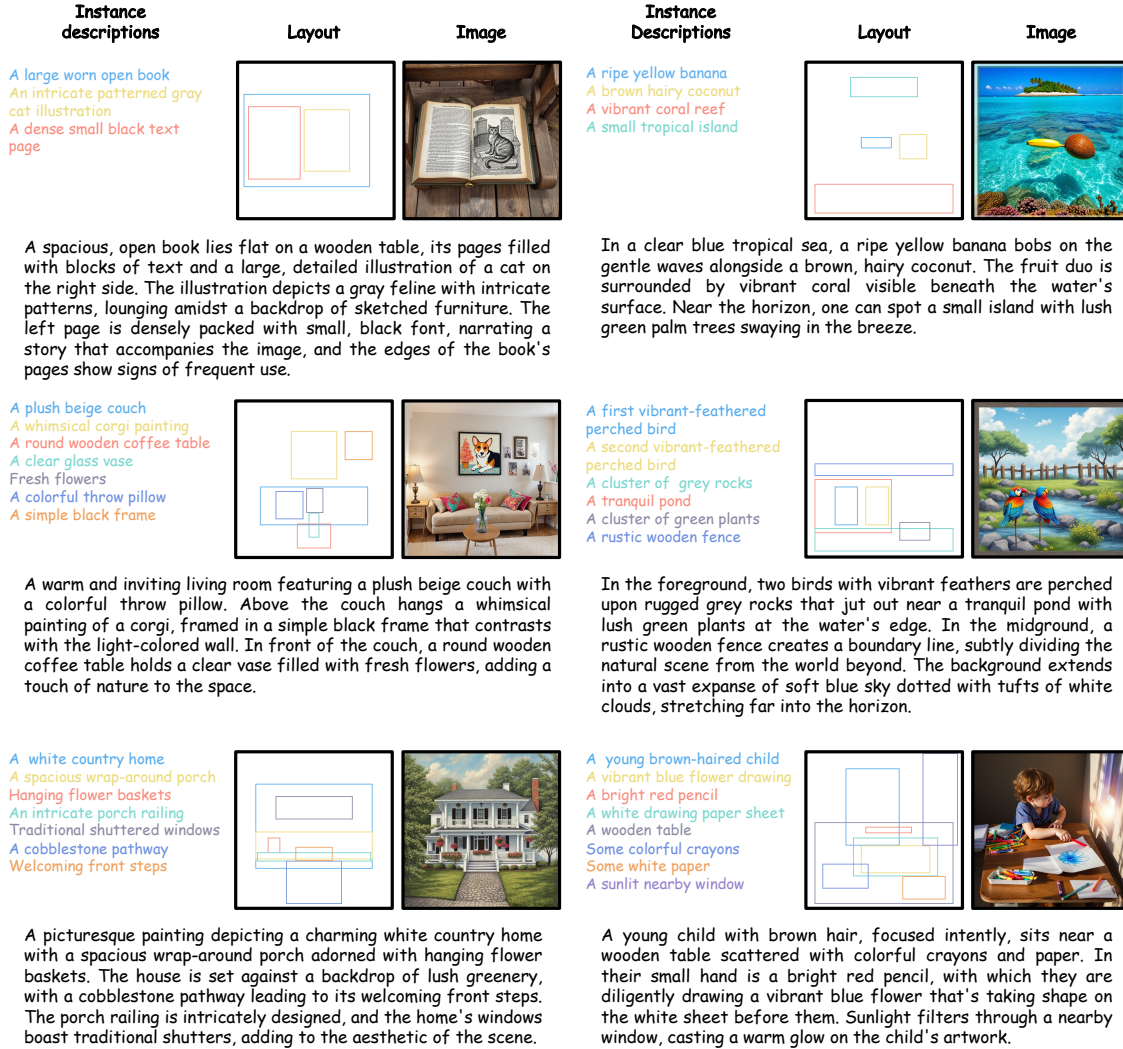 Instance
descriptions
Layout
Image
A large worn open book
An intricate patterned gray
cat illustration
A dense small black text
page
A spacious, open book lies flat on a wooden table, its pages filled
with blocks of text and a large, detailed illustration of a cat on
the right side. The illustration depicts a gray feline with intricate
patterns, lounging amidst a backdrop of sketched furniture. The
left page is densely packed with small, black font, narrating a
story that accompanies the image, and the edges of the book's
pages show signs of frequent use.
A plush beige couch
A whimsical corgi painting
A round wooden coffee table
A clear glass vase
Fresh flowers
A colorful throw pillow
A simple black frame
A warm and inviting living room featuring a plush beige couch with
a colorful throw pillow. Above the couch hangs a whimsical
painting of a corgi, framed in a simple black frame that contrasts
with the light-colored wall. In front of the couch, a round wooden
coffee table holds a clear vase filled with fresh flowers, adding a
touch of nature to the space.
A white country home
A spacious wrap-around porch
Hanging flower baskets
An intricate porch railing
Traditional shuttered windows
A cobblestone pathway
Welcoming front steps
A picturesque painting depicting a charming white country home
with a spacious wrap-around porch adorned with hanging flower
baskets. The house is set against a backdrop of lush greenery,
with a cobblestone pathway leading to its welcoming front steps.
The porch railing is intricately designed, and the home's windows
boast traditional shutters, adding to the aesthetic of the scene.
Instance
Descriptions
Layout
Image
A ripe yellow banana
A brown hairy coconut
A vibrant coral reef
A small tropical island
In a clear blue tropical sea, a ripe yellow banana bobs on the
gentle waves alongside a brown, hairy coconut. The fruit duo is
surrounded by vibrant coral visible beneath the water's
surface. Near the horizon, one can spot a small island with lush
green palm trees swaying in the breeze.
A first vibrant-feathered
perched bird
A second vibrant-feathered
perched bird
A cluster of grey rocks
A tranquil pond
A cluster of green plants
A rustic wooden fence
In the foreground, two birds with vibrant feathers are perched
upon rugged grey rocks that jut out near a tranquil pond with
lush green plants at the water's edge. In the midground, a
rustic wooden fence creates a boundary line, subtly dividing the
natural scene from the world beyond. The background extends
into a vast expanse of soft blue sky dotted with tufts of white
clouds, stretching far into the horizon.
A young brown-haired child
A vibrant blue flower drawing
A bright red pencil
A white drawing paper sheet
A wooden table
Some colorful crayons
Some white paper
A sunlit nearby window
A young child with brown hair, focused intently, sits near a
wooden table scattered with colorful crayons and paper. In
their small hand is a bright red pencil, with which they are
diligently drawing a vibrant blue flower that's taking shape on
the white sheet before them. Sunlight filters through a nearby
window, casting a warm glow on the child's artwork.